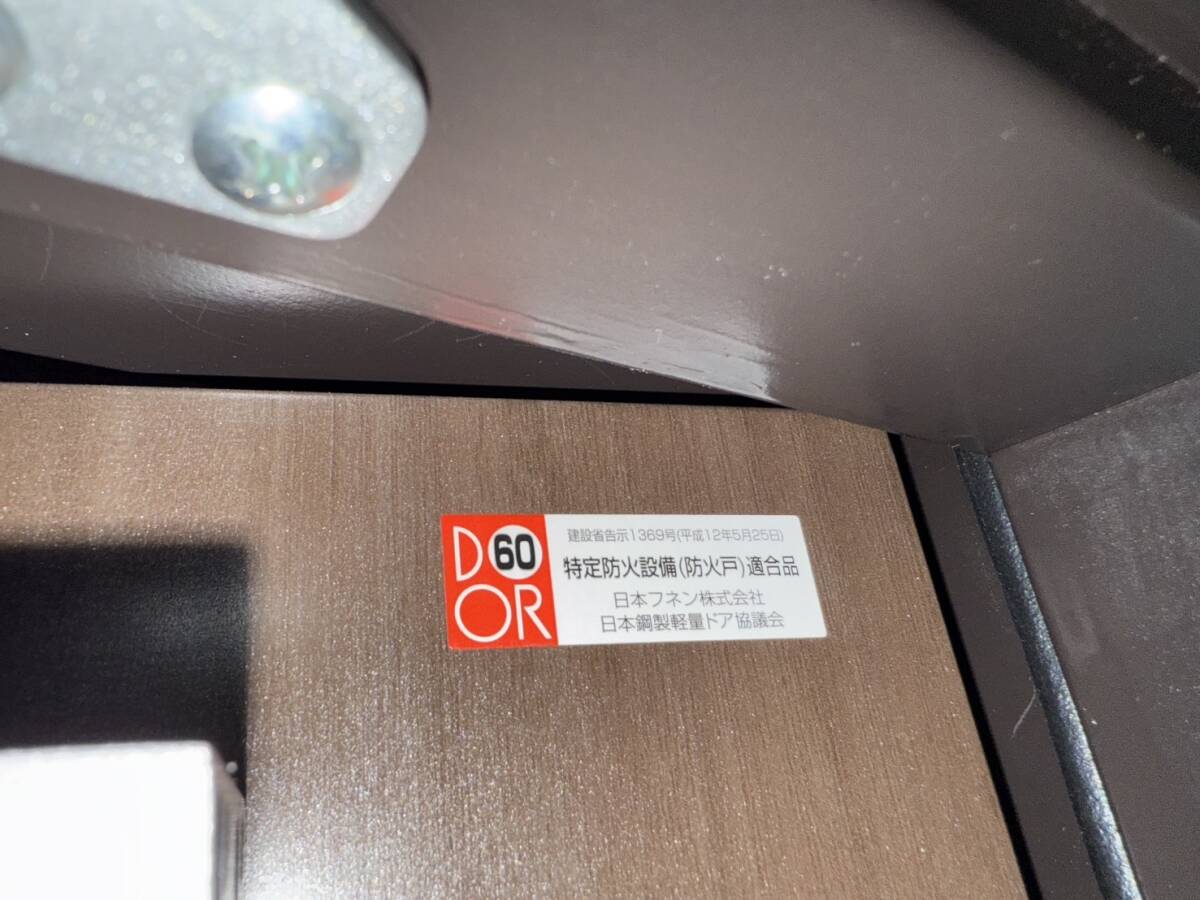 DO60
OR
建設省告示1369号(平成12年5月25日)
特定防火設備(防火戸)適合品
日本フネン株式会社
日本鋼製軽量ドア協議会